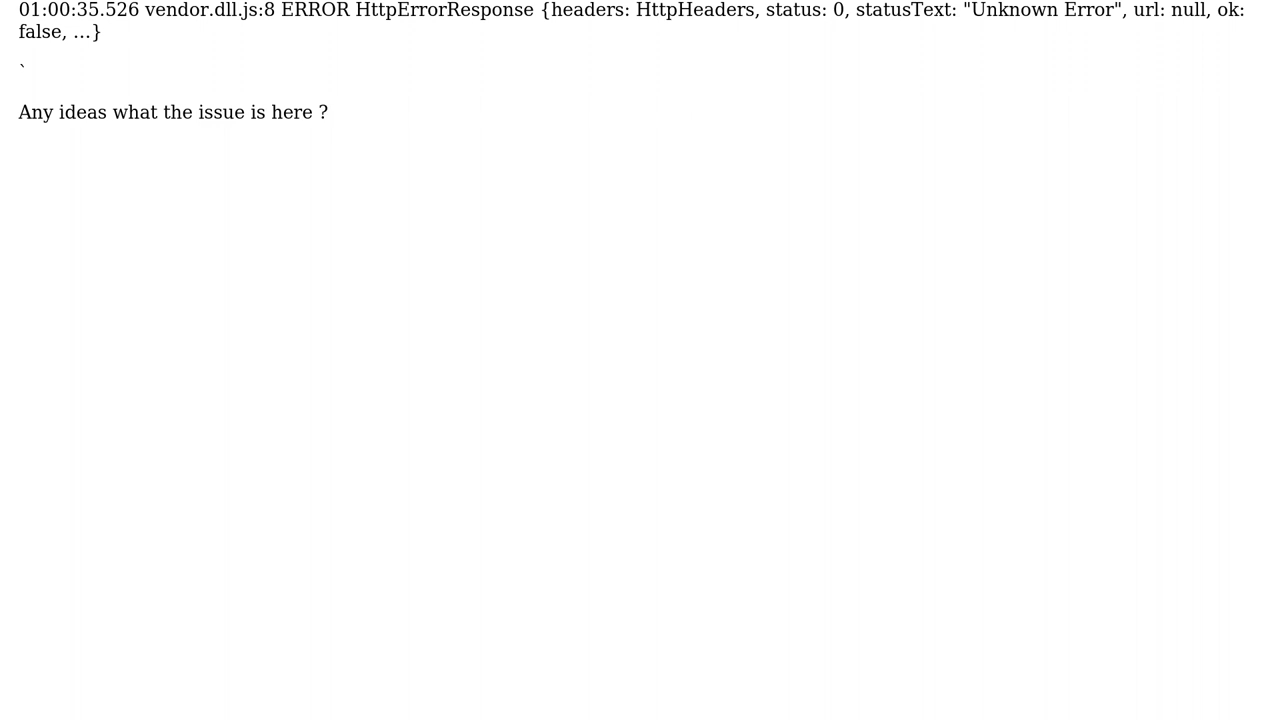 01:00:35.526 vendor.dll.js:8 ERROR HttpErrorResponse {headers: HttpHeaders, status: 0, statusText: "Unknown Error", url: null, ok:
false, …}
`
Any ideas what the issue is here ?